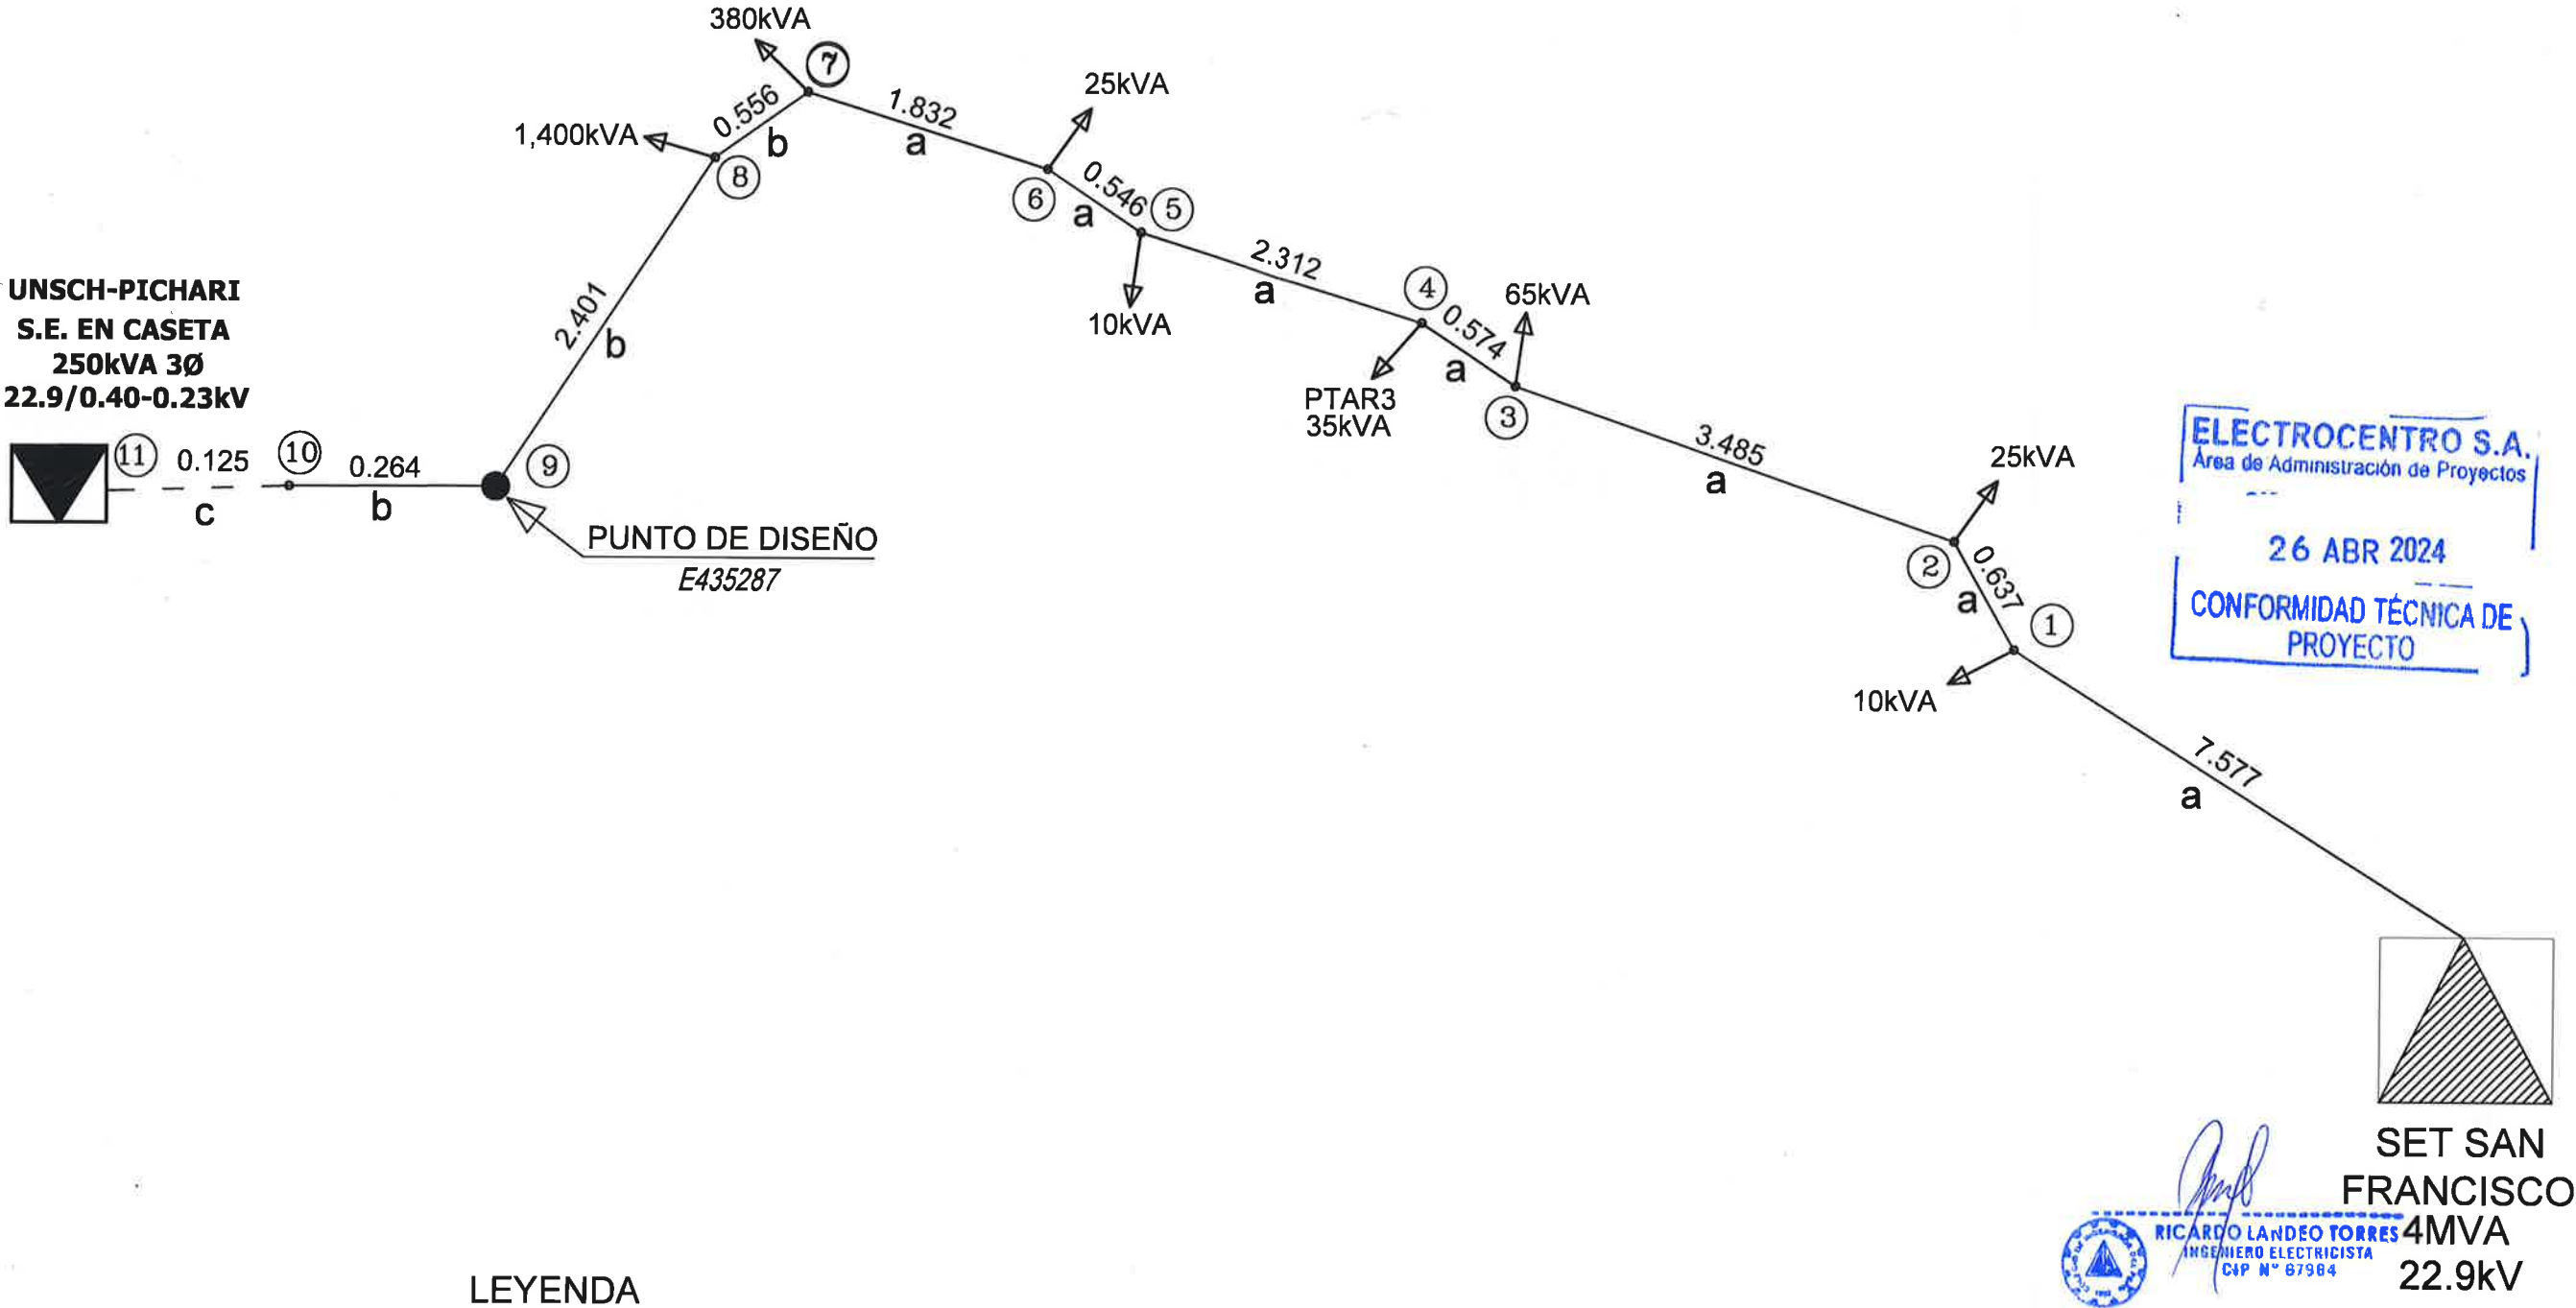 380kVA
7
25kVA
0.556
b
1.832
a
1,400kVA
8
0.546
a
6
5
2.312
a
10kVA
4
65kVA
0.574
a
3
PTAR3
35kVA
UNSCH-PICHARI
S.E. EN CASETA
250kVA 3Ø
22.9/0.40-0.23kV
2.401
b
11
0.125
c
10
0.264
b
9
PUNTO DE DISEÑO
E435287
3.485
a
25kVA
2
0.637
a
1
10kVA
7.577
a
ELECTROCENTRO S.A.
Área de Administración de Proyectos
26 ABR 2024
CONFORMIDAD TÉCNICA DE
PROYECTO
SET SAN
FRANCISCO
4MVA
22.9kV
RICARDO LANDEO TORRES
INGENIERO ELECTRICISTA
CIP N° 67984
LEYENDA